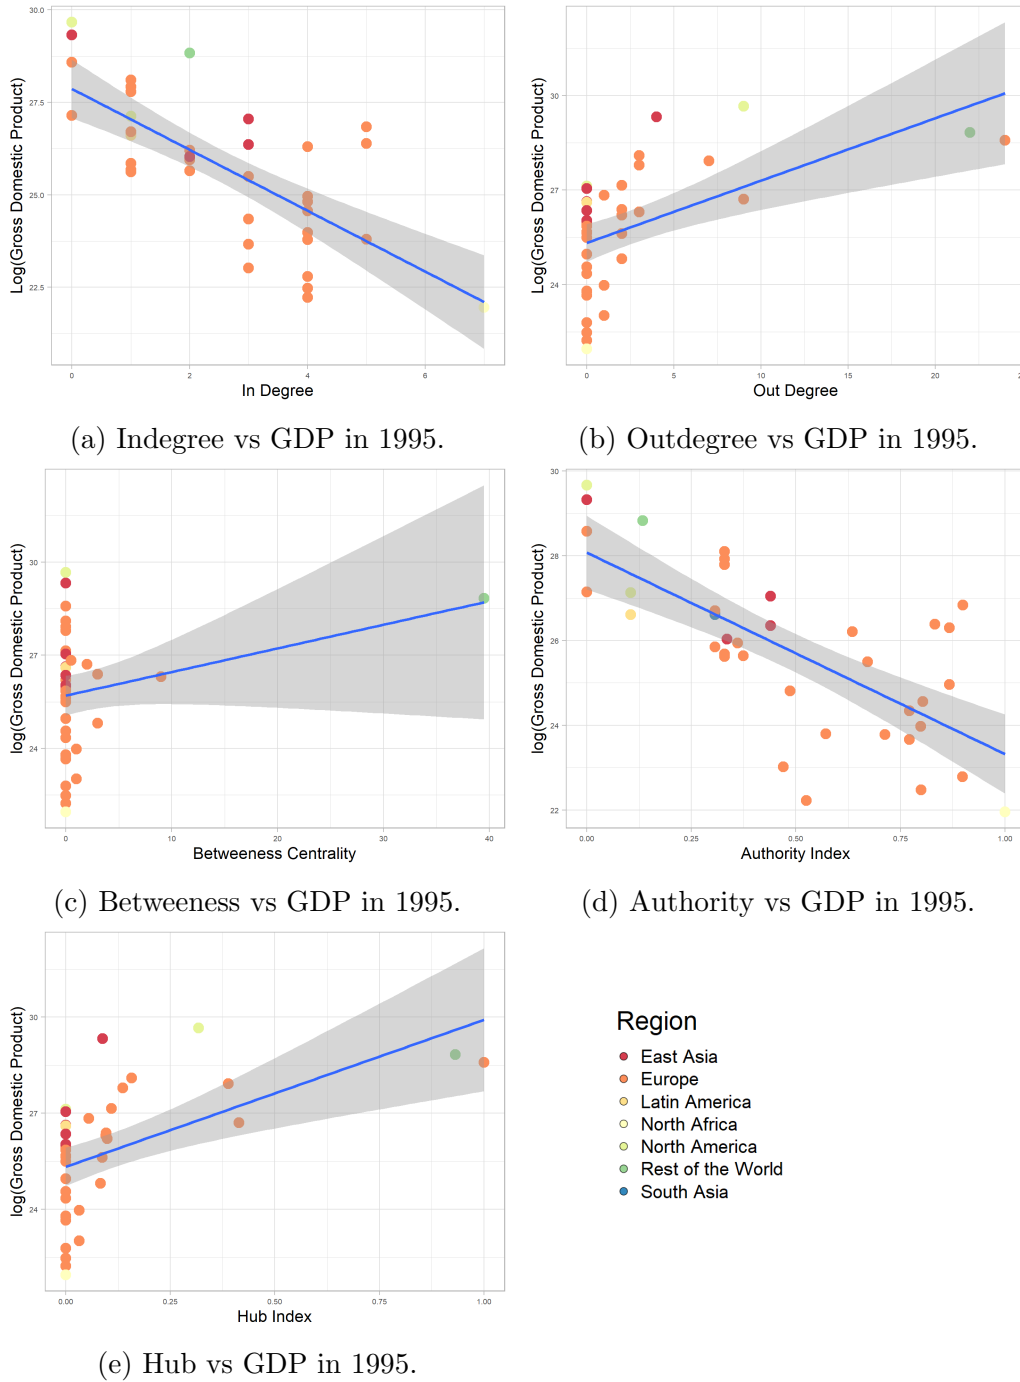 30.0
27.5
25.0
22.5
Log(Gross Domestic Product)
0 2 4 6
In Degree
(a) Indegree vs GDP in 1995.
30
27
24
Log(Gross Domestic Product)
0 5 10 15 20 25
Out Degree
(b) Outdegree vs GDP in 1995.
30
27
24
log(Gross Domestic Product)
0 10 20 30 40
Betweeness Centrality
(c) Betweeness vs GDP in 1995.
30
28
26
24
22
log(Gross Domestic Product)
0.00 0.25 0.50 0.75 1.00
Authority Index
(d) Authority vs GDP in 1995.
30
27
24
log(Gross Domestic Product)
0.00 0.25 0.50 0.75 1.00
Hub Index
(e) Hub vs GDP in 1995.
Region
East Asia
Europe
Latin America
North Africa
North America
Rest of the World
South Asia